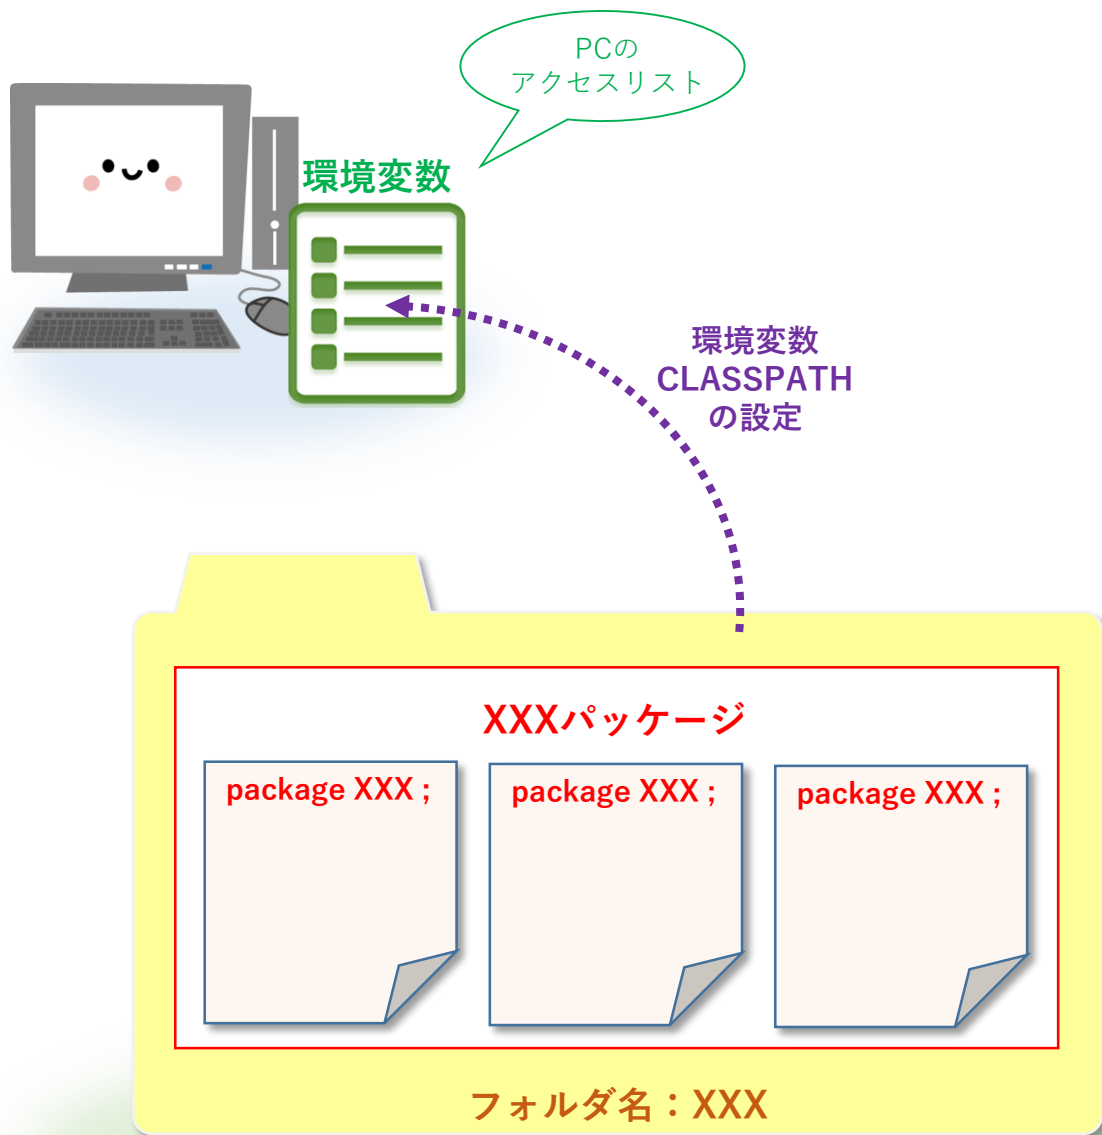 PCの
アクセスリスト
環境変数
環境変数
CLASSPATH
の設定
XXXパッケージ
package XXX ;
package XXX ;
package XXX ;
フォルダ名：XXX